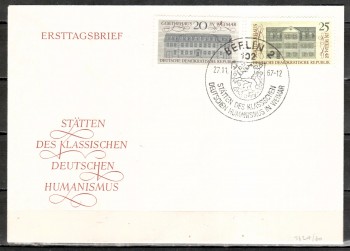 ERSTTAGSBRIEF
GOETHEHAUS 20 IN WEIMAR
DEUTSCHE DEMOKRATISCHE REPUBLIK
25
DEUTSCHE DEMOKRATISCHE REPUBLIK
BERLIN
102
27.11. 67-12
STÄTTEN DES KLASSISCHEN
DEUTSCHEN HUMANISMUS IN WEIMAR
STÄTTEN
DES KLASSISCHEN
DEUTSCHEN
HUMANISMUS